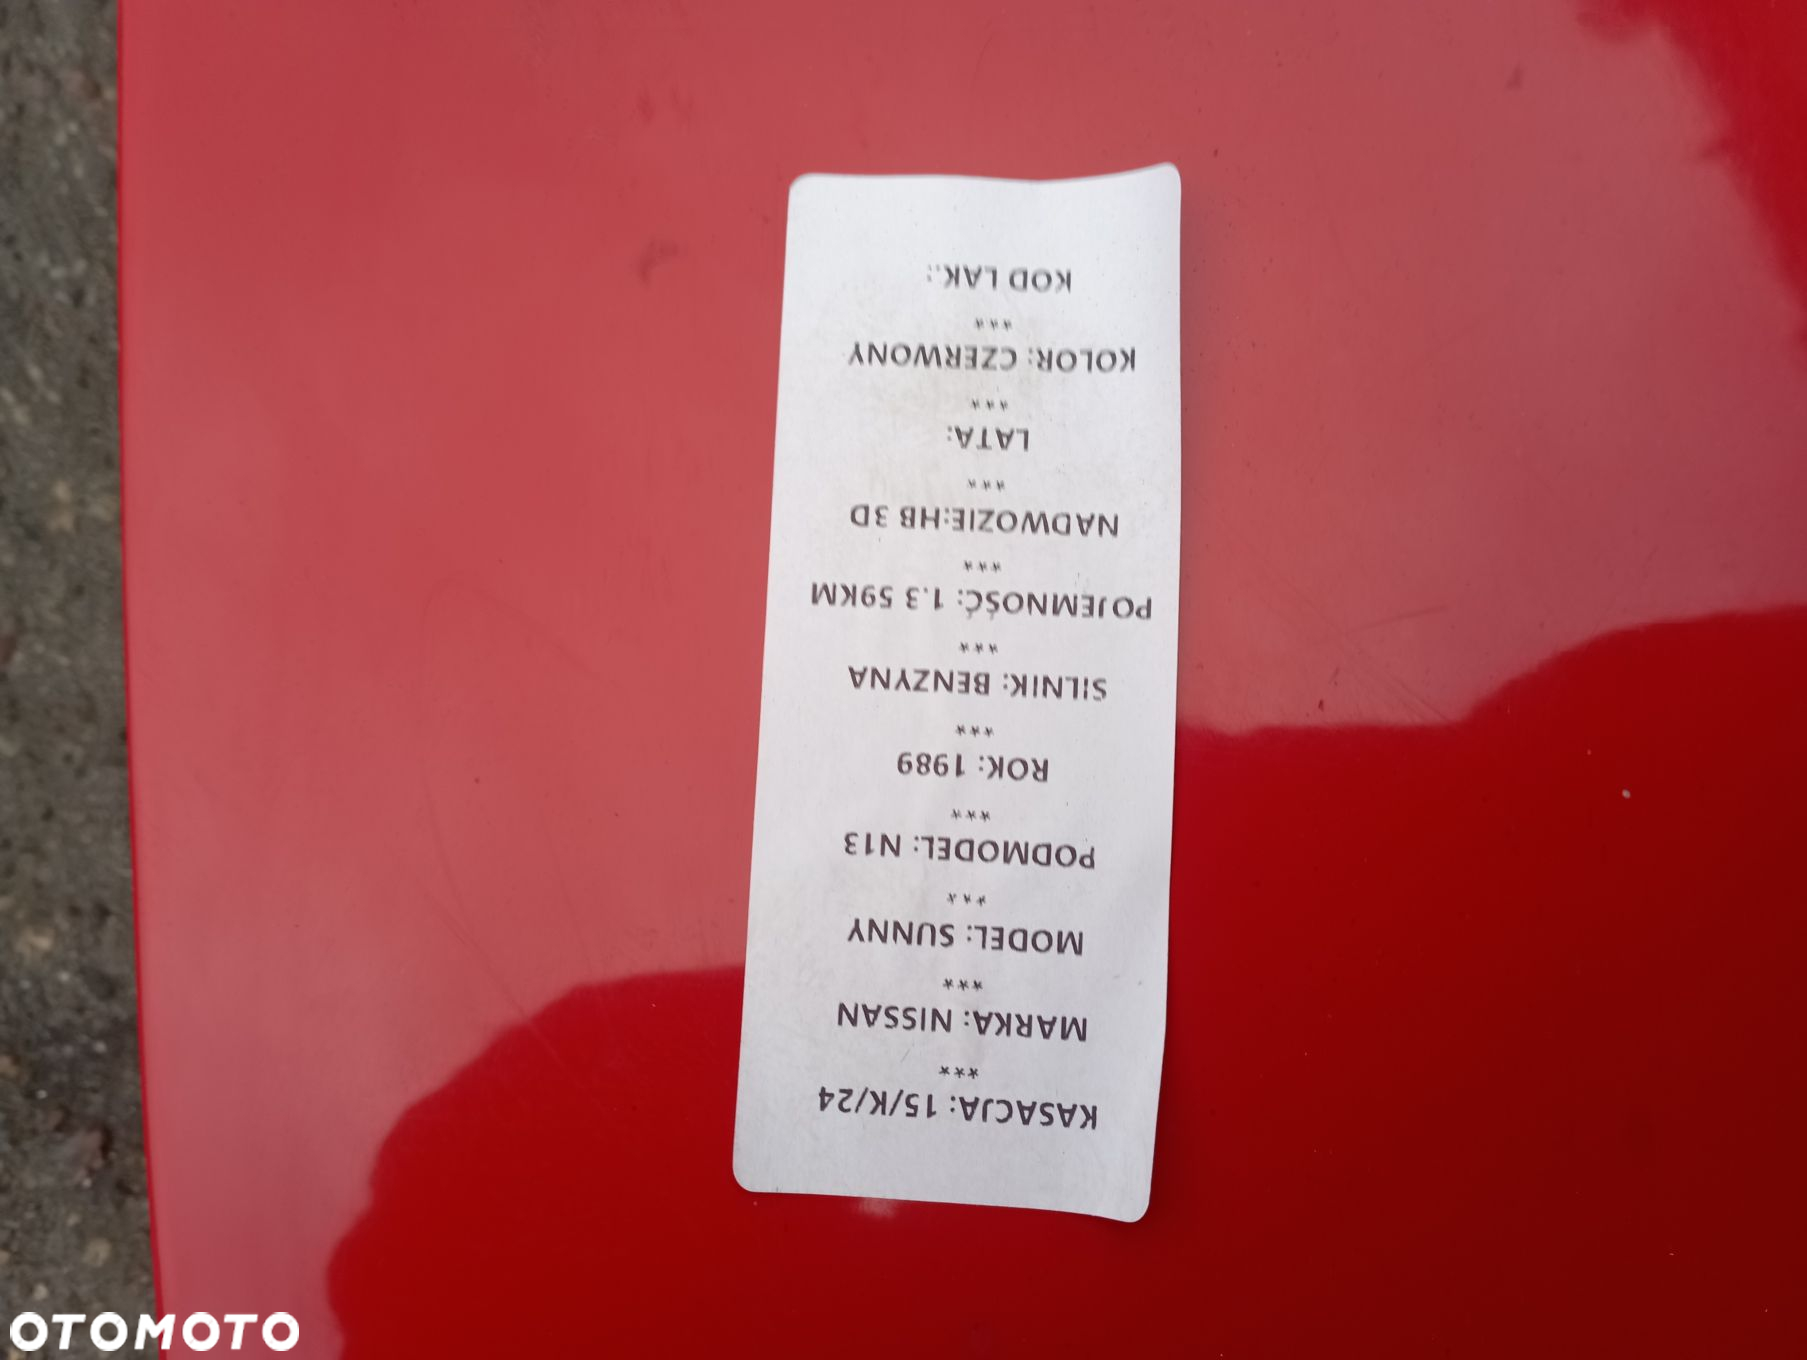 KASACJA: 15/K/24
***
MARKA: NISSAN
***
MODEL: SUNNY
***
PODMODEL: N13
***
ROK: 1989
***
SILNIK: BENZYNA
***
POJEMNOŚĆ: 1.3 59KM
***
NADWOZIE:HB 3D
***
LATA:
***
KOLOR: CZERWONY
***
KOD LAK.:
OTOMOTO